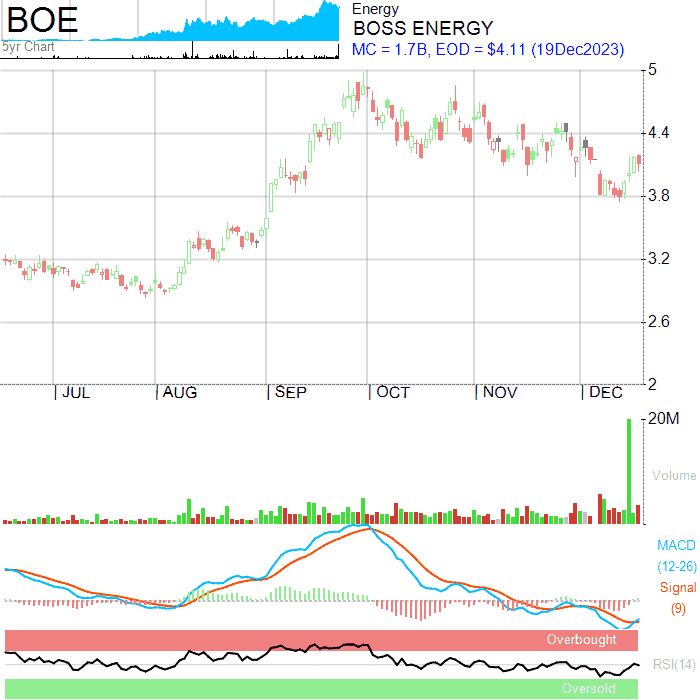 BOE
5yr Chart
Energy
BOSS ENERGY
MC = 1.7B, EOD = $4.11 (19Dec2023)
5
4.4
3.8
3.2
2.6
2
JUL AUG SEP OCT NOV DEC
20M
Volume
MACD
(12-26)
Signal
(9)
Overbought
RSI(14)
Oversold